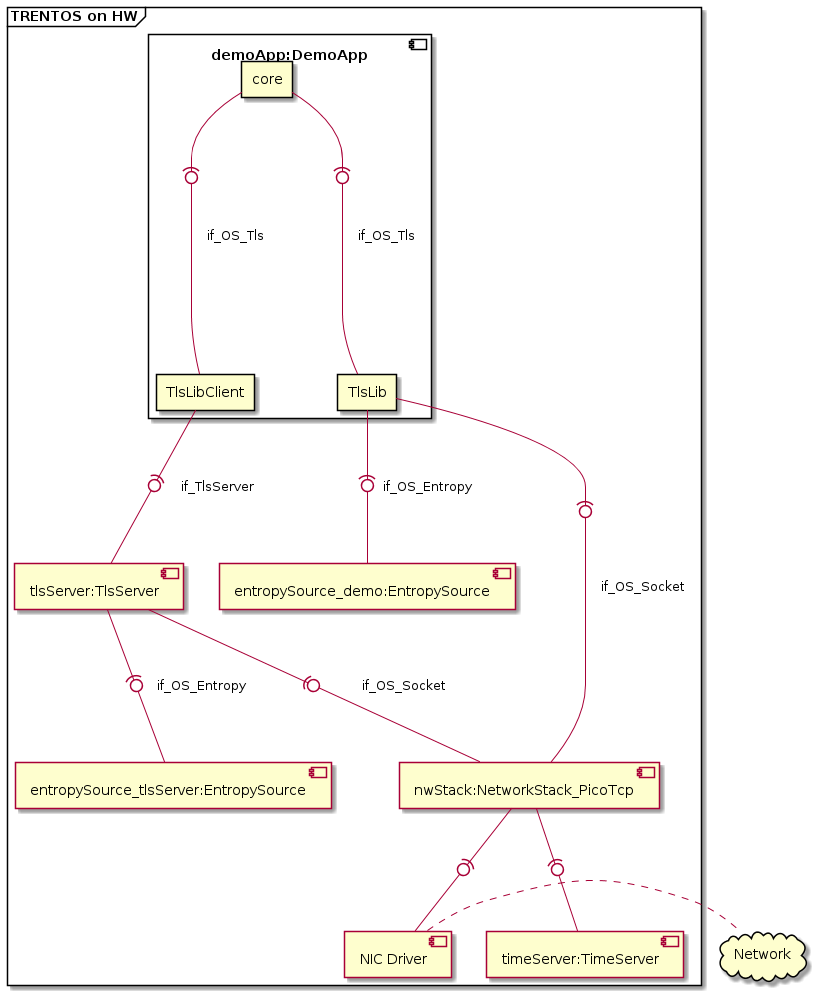 TRENTOS on HW
demoApp:DemoApp
core
if_OS_Tls
if_OS_Tls
TlsLibClient
TlsLib
if_TlsServer
if_OS_Entropy
if_OS_Socket
tlsServer:TlsServer
entropySource_demo:EntropySource
if_OS_Entropy
if_OS_Socket
entropySource_tlsServer:EntropySource
nwStack:NetworkStack_PicoTcp
NIC Driver
timeServer:TimeServer
Network